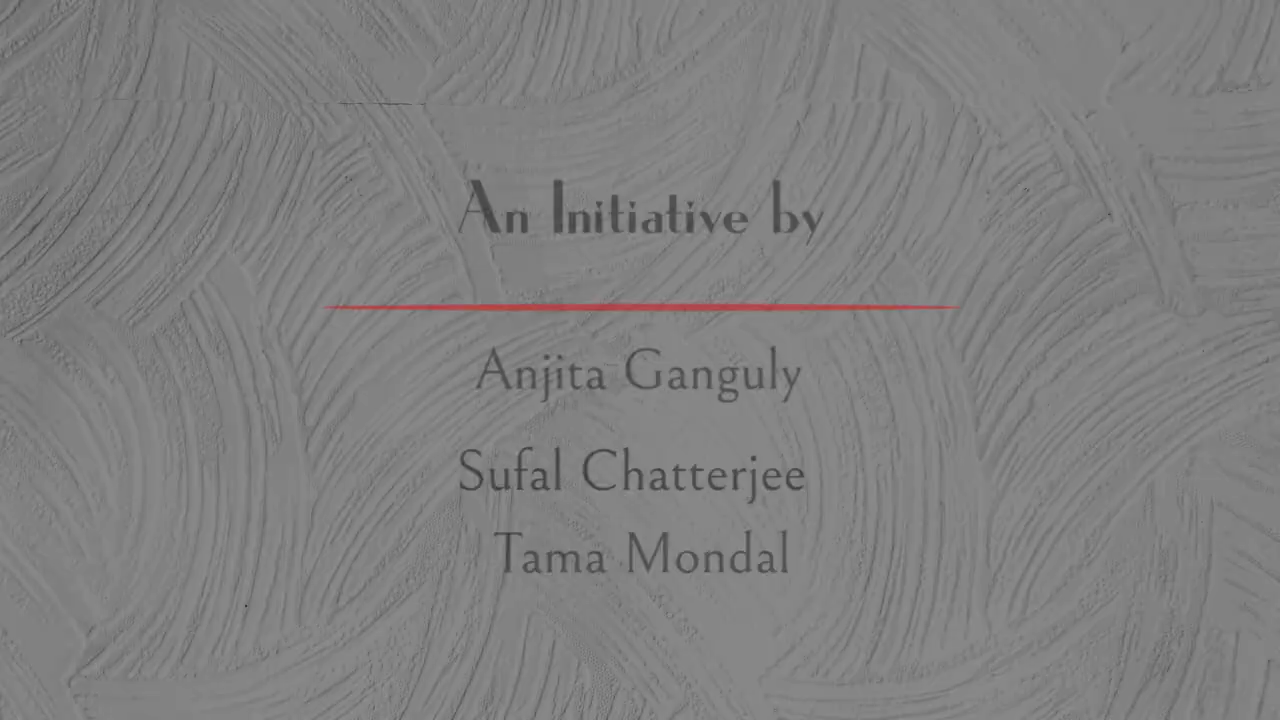 An Initiative by
Anjita Ganguly
Sufal Chatterjee
Tama Mondal